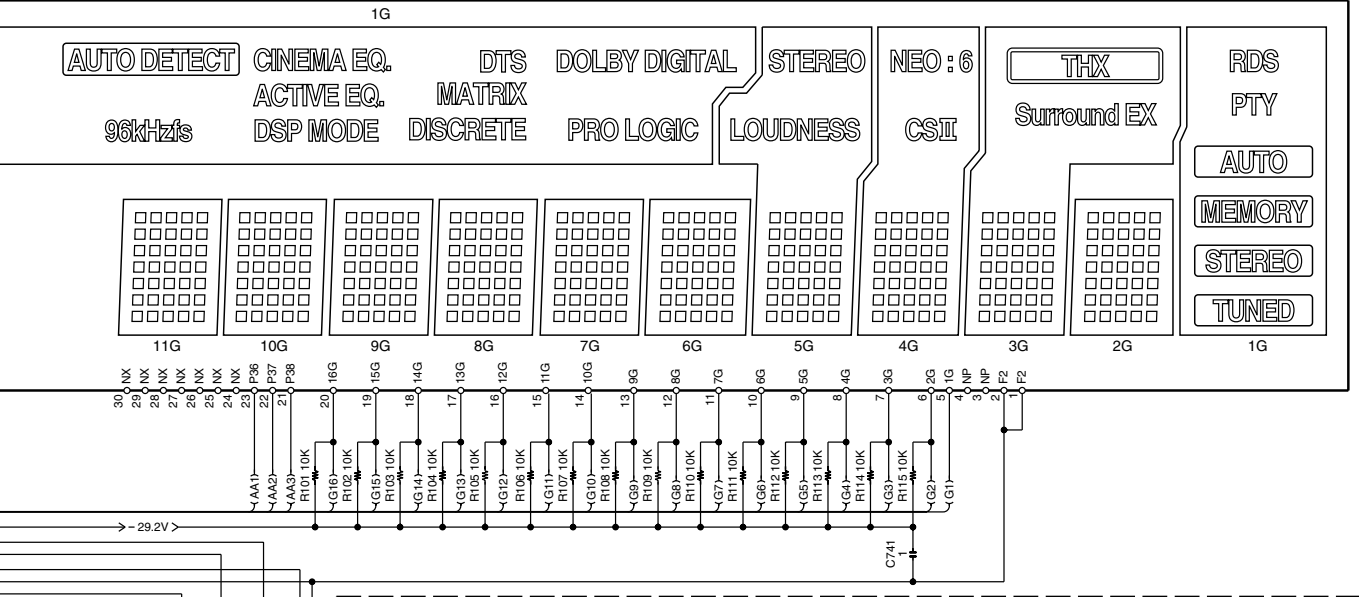 1G
AUTO DETECT CINEMA EQ. DTS DOLBY DIGITAL STEREO NEO : 6 THX RDS
ACTIVE EQ. MATRIX Surround EX PTY
96kHzfs DSP MODE DISCRETE PRO LOGIC LOUDNESS CSII
AUTO
MEMORY
STEREO
TUNED
11G 10G 9G 8G 7G 6G 5G 4G 3G 2G 1G
NX NX NX NX NX NX NX P36 P37 P38 16G 15G 14G 13G 12G 11G 10G 9G 8G 7G 6G 5G 4G 3G 2G 1G NP NP F2 F2
30 29 28 27 26 25 24 23 22 21 20 19 18 17 16 15 14 13 12 11 10 9 8 7 6 5 4 3 2 1
R101 10K R102 10K R103 10K R104 10K R105 10K R106 10K R107 10K R108 10K R109 10K R110 10K R111 10K R112 10K R113 10K R114 10K R115 10K
(AA1) (AA2) (AA3) (G16) (G15) (G14) (G13) (G12) (G11) (G10) (G9) (G8) (G7) (G6) (G5) (G4) (G3) (G2) (G1)
– 29.2V
C741
1